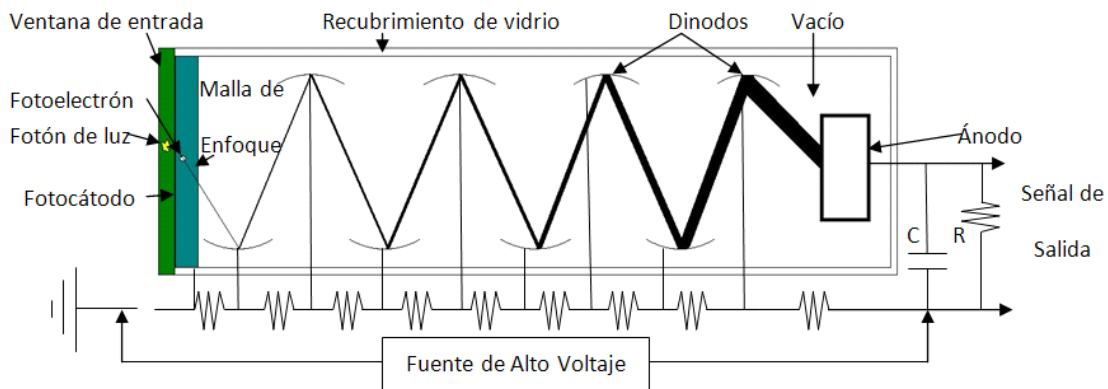 Ventana de entrada
Recubrimiento de vidrio
Dinodos
Vacío
Malla de
Fotoelectrón
Fotón de luz
Enfoque
Ánodo
Fotocátodo
Señal de
C
R
Salida
Fuente de Alto Voltaje